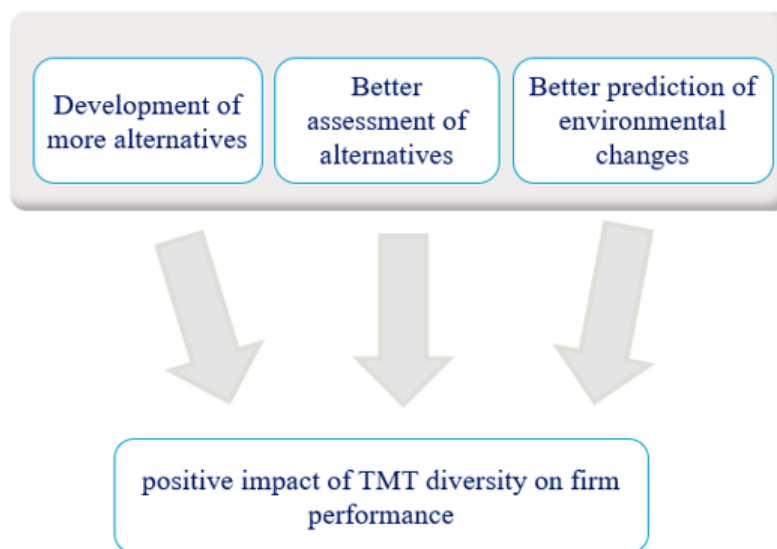 Development of
more alternatives
Better
assessment of
alternatives
Better prediction of
environmental
changes
positive impact of TMT diversity on firm
performance